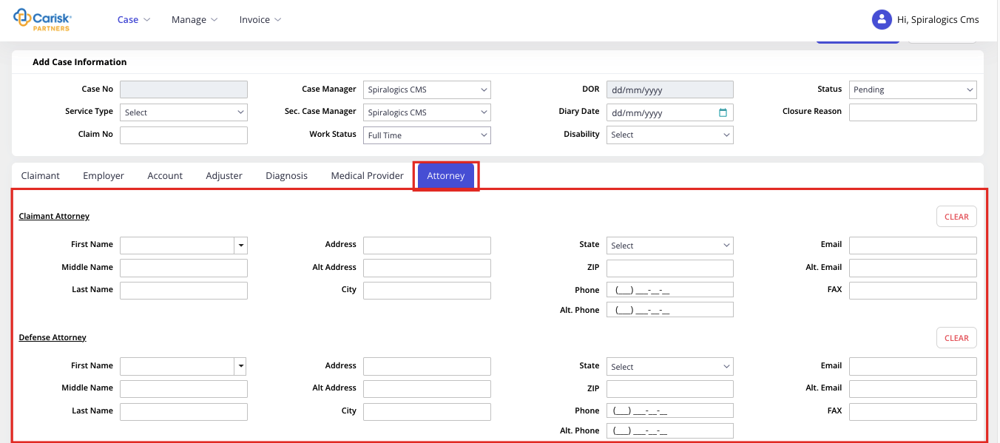 Carisk
PARTNERS
Case Manage Invoice Hi, Spiralogics Cms
Add Case Information
Case No Case Manager Spiralogics CMS DOR dd/mm/yyyy Status Pending
Service Type Select Sec. Case Manager Spiralogics CMS Diary Date dd/mm/yyyy Closure Reason
Claim No Work Status Full Time Disability Select
Claimant Employer Account Adjuster Diagnosis Medical Provider Attorney
Claimant Attorney CLEAR
First Name Address State Select Email
Middle Name Alt Address ZIP Alt. Email
Last Name City Phone (___) ___-__-__ FAX
Alt. Phone (___) ___-__-__
Defense Attorney CLEAR
First Name Address State Select Email
Middle Name Alt Address ZIP Alt. Email
Last Name City Phone (___) ___-__-__ FAX
Alt. Phone (___) ___-__-__